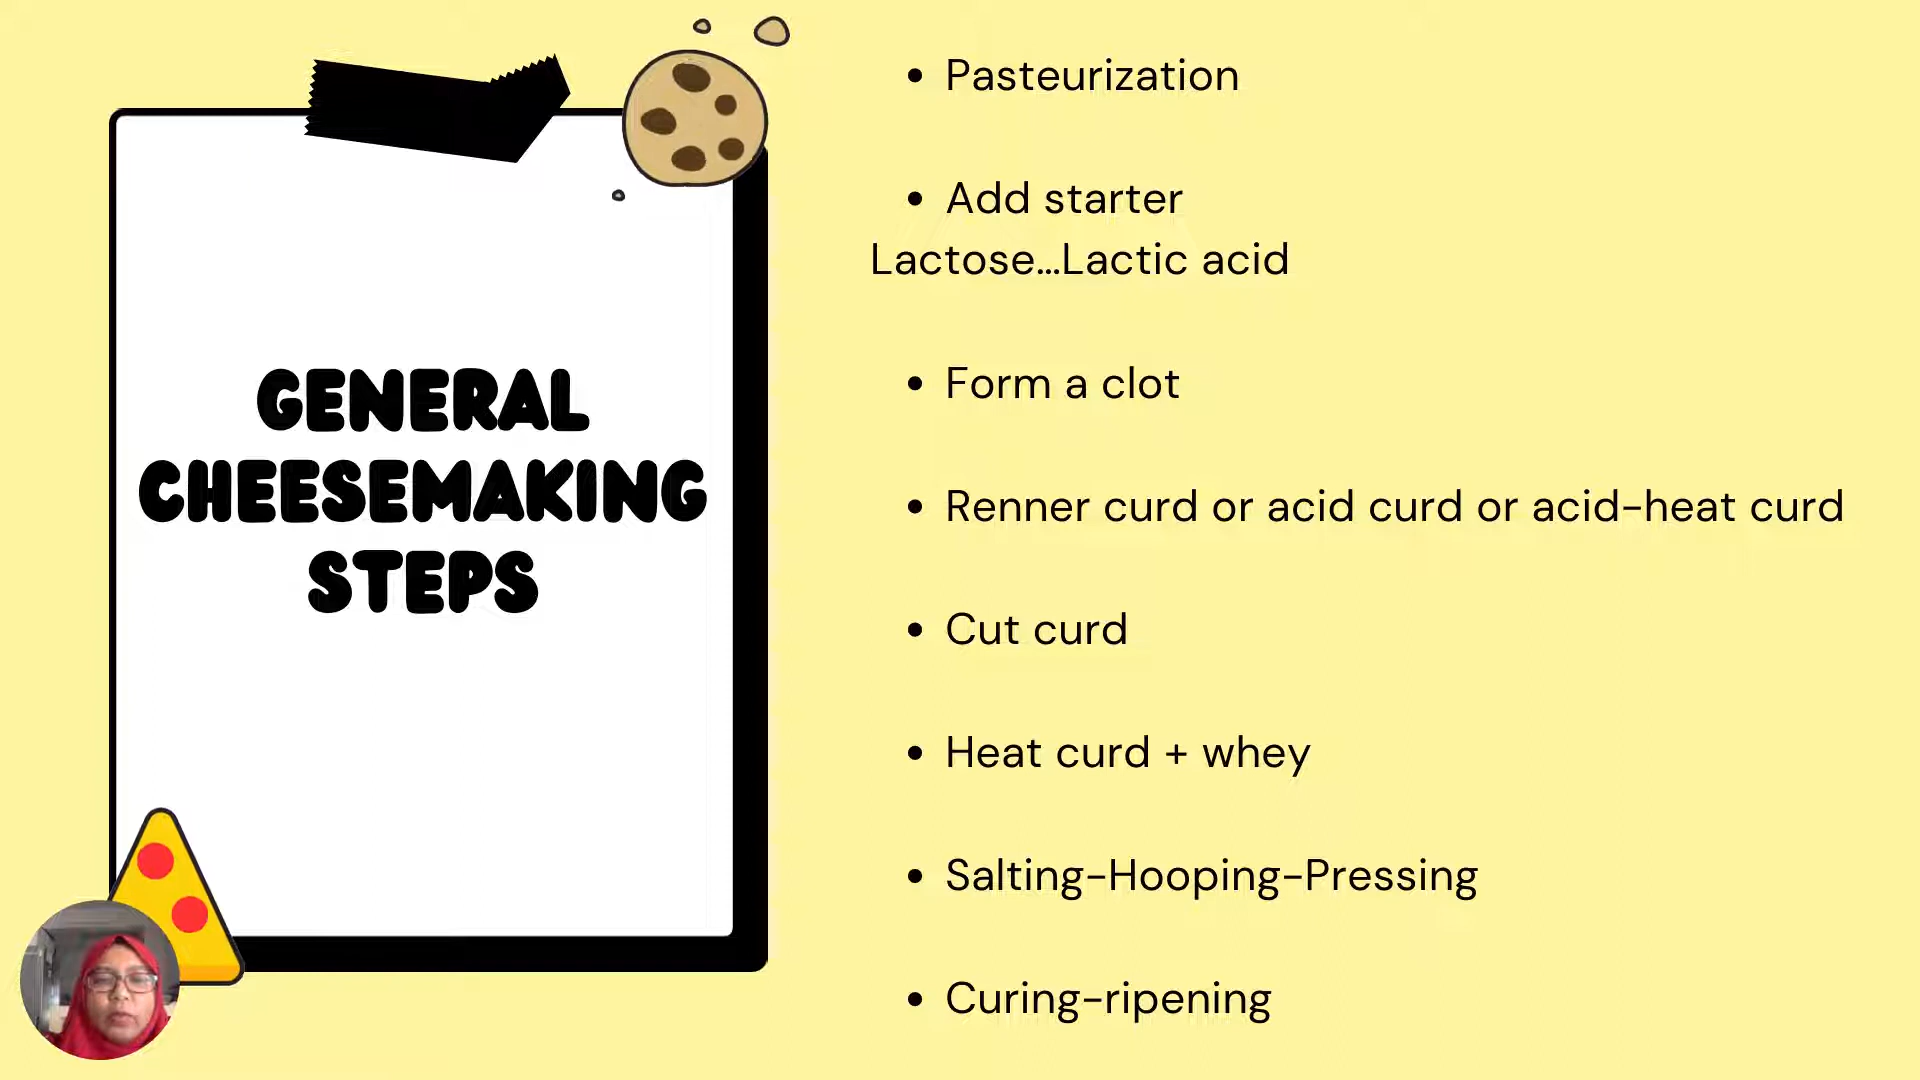 GENERAL
CHEESEMAKING
STEPS
• Pasteurization
• Add starter
Lactose...Lactic acid
• Form a clot
• Renner curd or acid curd or acid-heat curd
• Cut curd
• Heat curd + whey
• Salting-Hooping-Pressing
• Curing-ripening